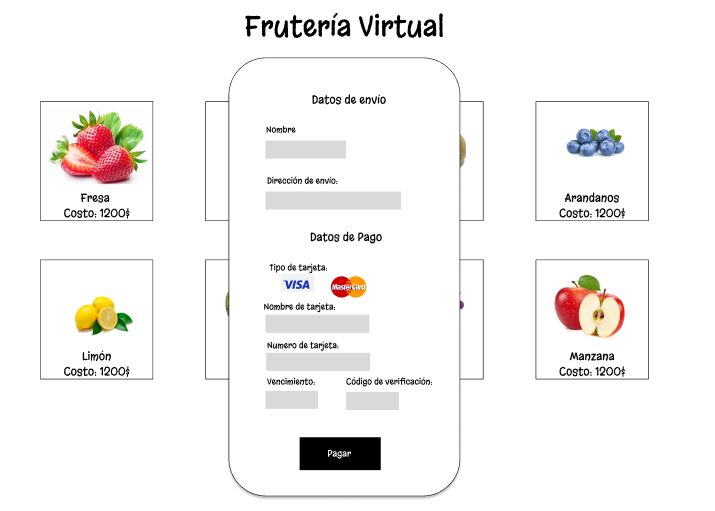 Frutería Virtual
Fresa
Costo: 1200$
Arandanos
Costo: 1200$
Limón
Costo: 1200$
Manzana
Costo: 1200$
Datos de envío
Nombre
Dirección de envío:
Datos de Pago
Tipo de tarjeta:
VISA MasterCard
Nombre de tarjeta:
Numero de tarjeta:
Vencimiento: Código de verificación:
Pagar